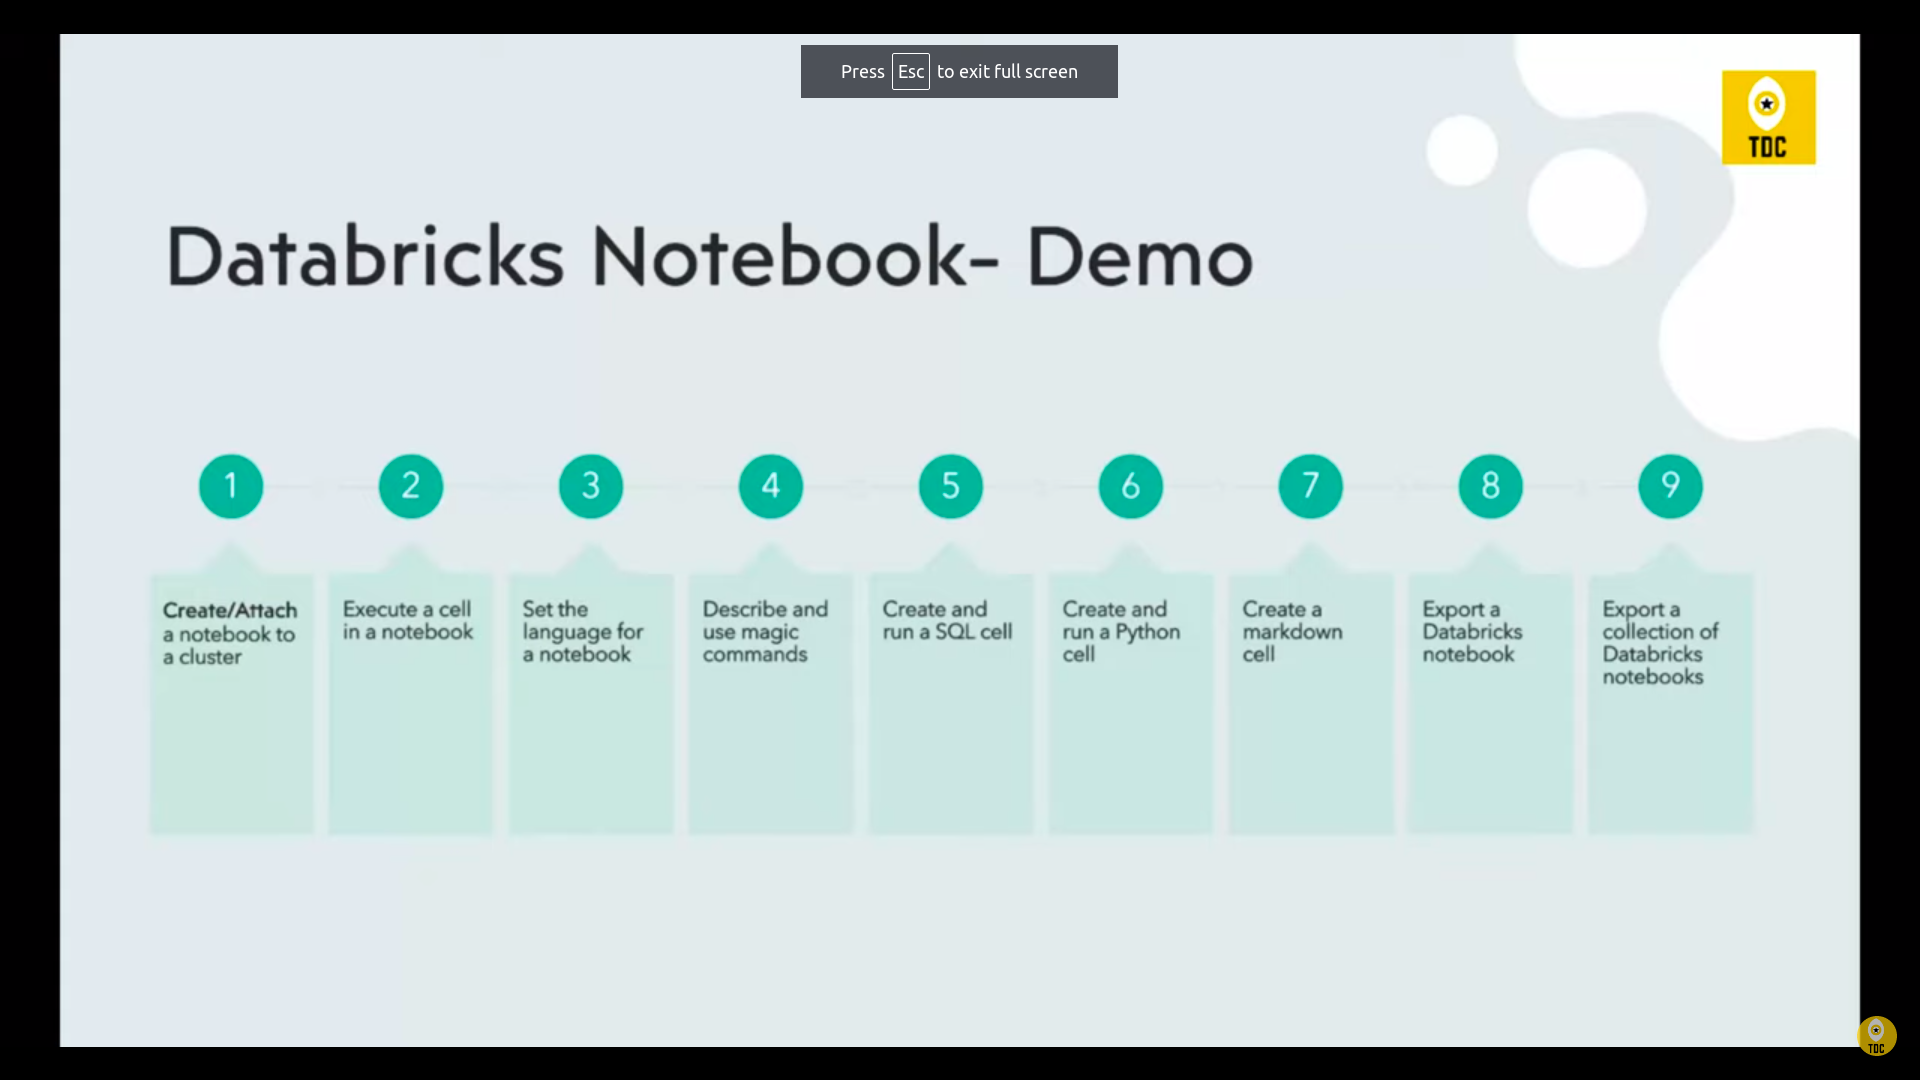 Press Esc to exit full screen
TDC
Databricks Notebook- Demo
1
2
3
4
5
6
7
8
9
Create/Attach
a notebook to
a cluster
Execute a cell
in a notebook
Set the
language for
a notebook
Describe and
use magic
commands
Create and
run a SQL cell
Create and
run a Python
cell
Create a
markdown
cell
Export a
Databricks
notebook
Export a
collection of
Databricks
notebooks
TDC